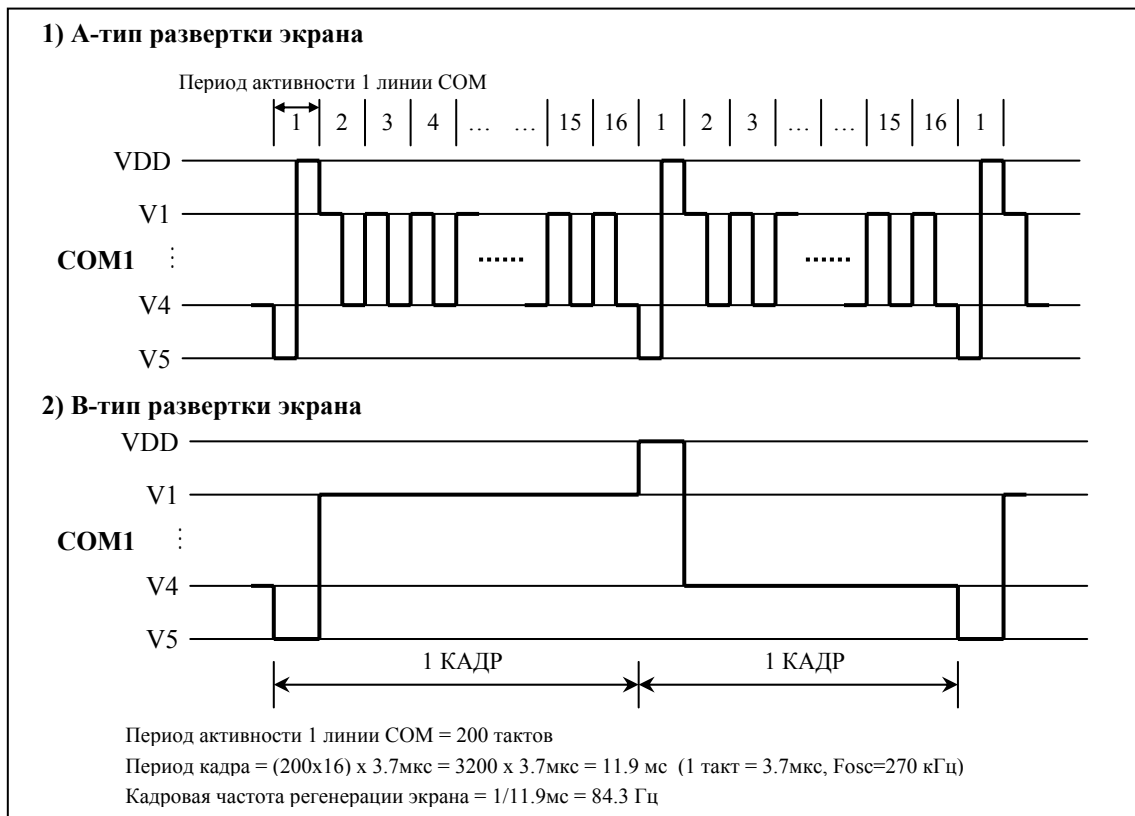 1) А-тип развертки экрана
Период активности 1 линии COM
1 2 3 4 … … 15 16 1 2 3 … … 15 16 1
VDD
V1
COM1
V4
V5
2) B-тип развертки экрана
VDD
V1
COM1
V4
V5
1 КАДР 1 КАДР
Период активности 1 линии COM = 200 тактов
Период кадра = (200x16) x 3.7мкс = 3200 x 3.7мкс = 11.9 мс (1 такт = 3.7мкс, Fosc=270 кГц)
Кадровая частота регенерации экрана = 1/11.9мс = 84.3 Гц